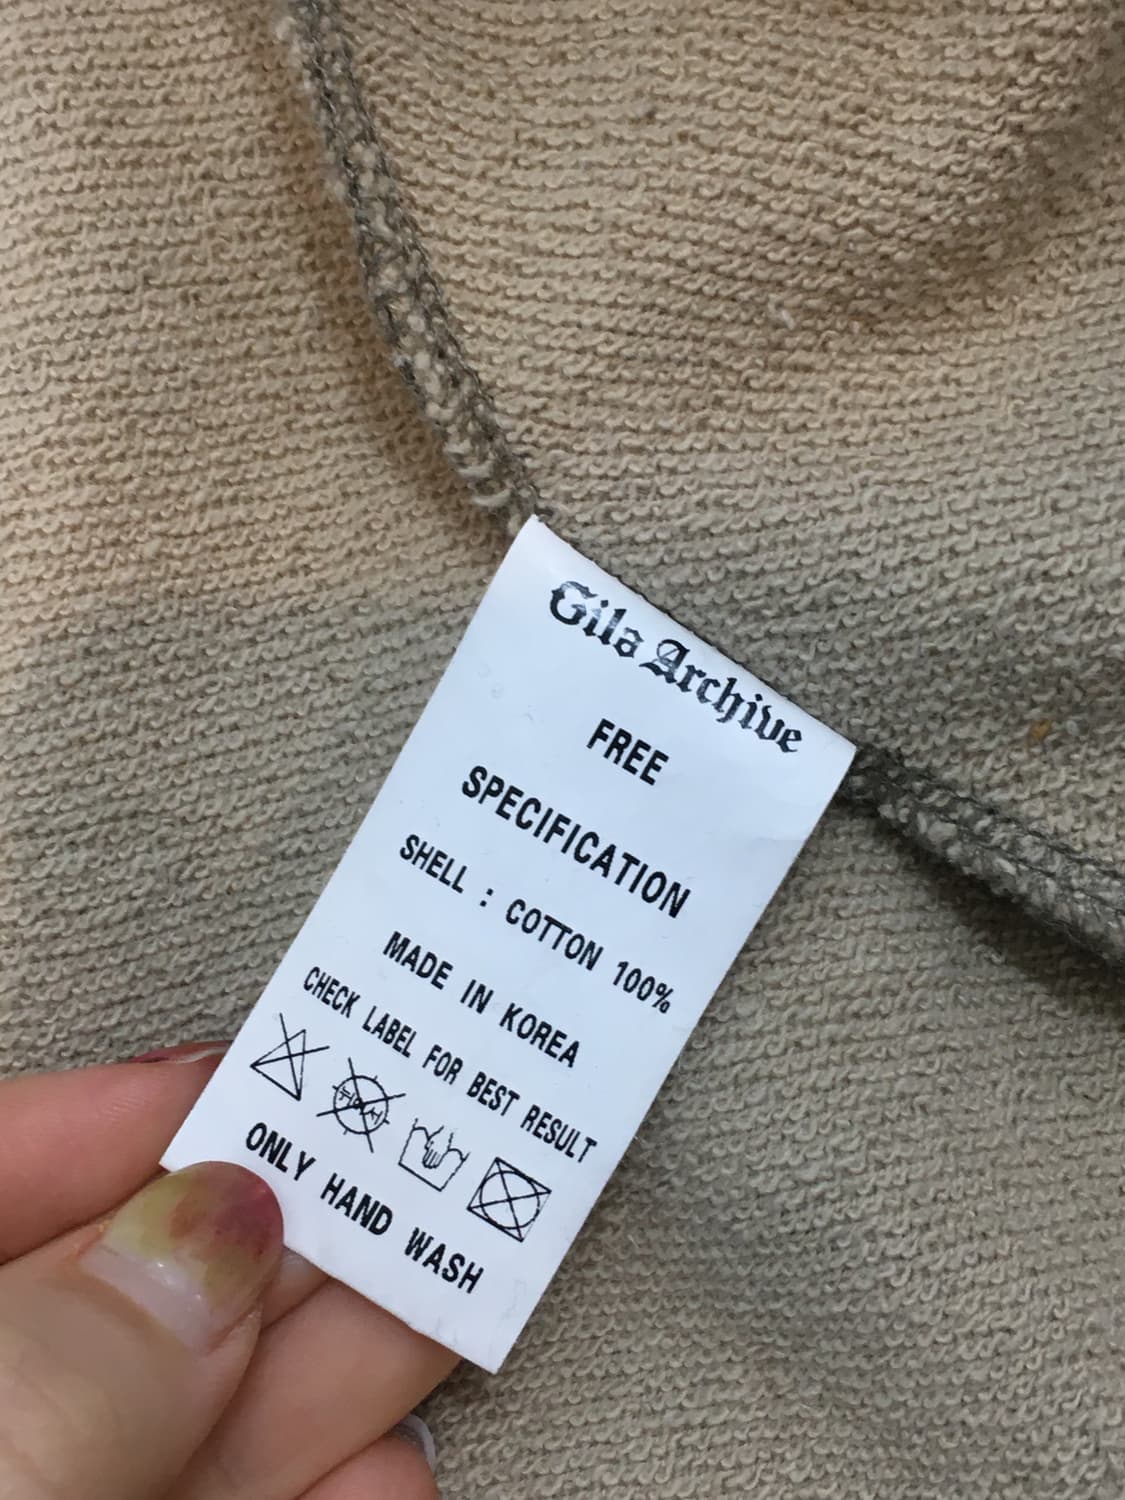 Gila Archive
FREE
SPECIFICATION
SHELL : COTTON 100%
MADE IN KOREA
CHECK LABEL FOR BEST RESULT
ONLY HAND WASH